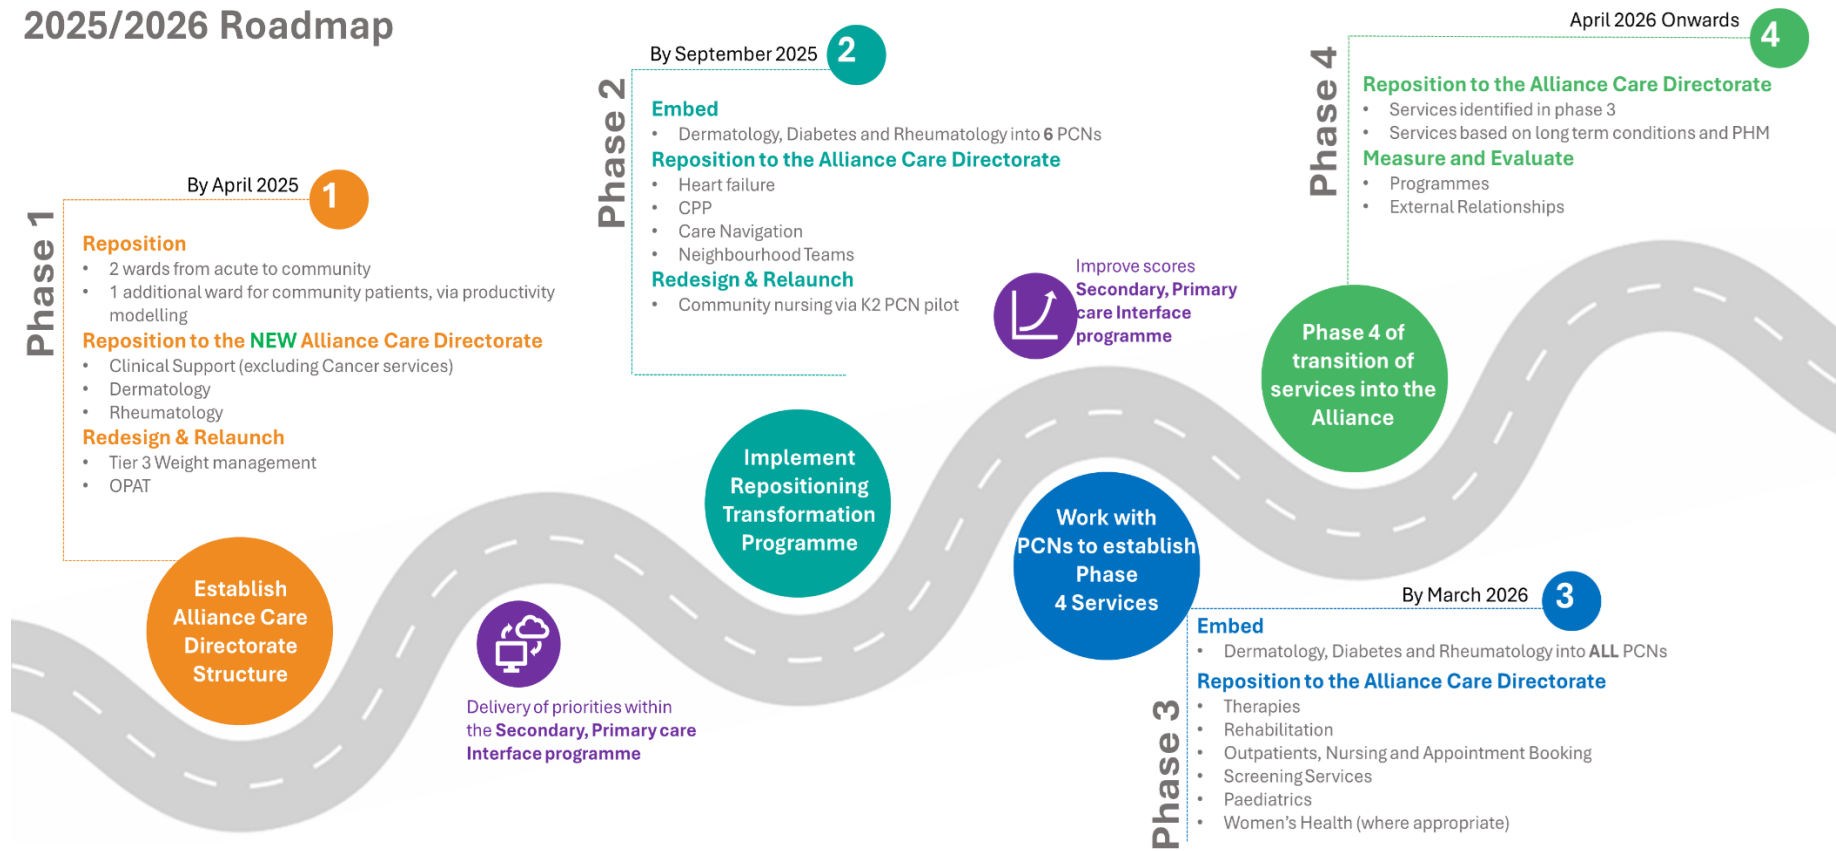 2025/2026 Roadmap
Phase 1
By April 2025
1
Reposition
• 2 wards from acute to community
• 1 additional ward for community patients, via productivity
modelling
Reposition to the NEW Alliance Care Directorate
• Clinical Support (excluding Cancer services)
• Dermatology
• Rheumatology
Redesign & Relaunch
• Tier 3 Weight management
• OPAT
Establish
Alliance Care
Directorate
Structure
Delivery of priorities within
the Secondary, Primary care
Interface programme
Phase 2
By September 2025
2
Embed
• Dermatology, Diabetes and Rheumatology into 6 PCNs
Reposition to the Alliance Care Directorate
• Heart failure
• CPP
• Care Navigation
• Neighbourhood Teams
Redesign & Relaunch
• Community nursing via K2 PCN pilot
Implement
Repositioning
Transformation
Programme
Improve scores
Secondary, Primary
care Interface
programme
Work with
PCNs to establish
Phase
4 Services
Phase 3
By March 2026
3
Embed
• Dermatology, Diabetes and Rheumatology into ALL PCNs
Reposition to the Alliance Care Directorate
• Therapies
• Rehabilitation
• Outpatients, Nursing and Appointment Booking
• Screening Services
• Paediatrics
• Women's Health (where appropriate)
Phase 4
April 2026 Onwards
4
Reposition to the Alliance Care Directorate
• Services identified in phase 3
• Services based on long term conditions and PHM
Measure and Evaluate
• Programmes
• External Relationships
Phase 4 of
transition of
services into the
Alliance